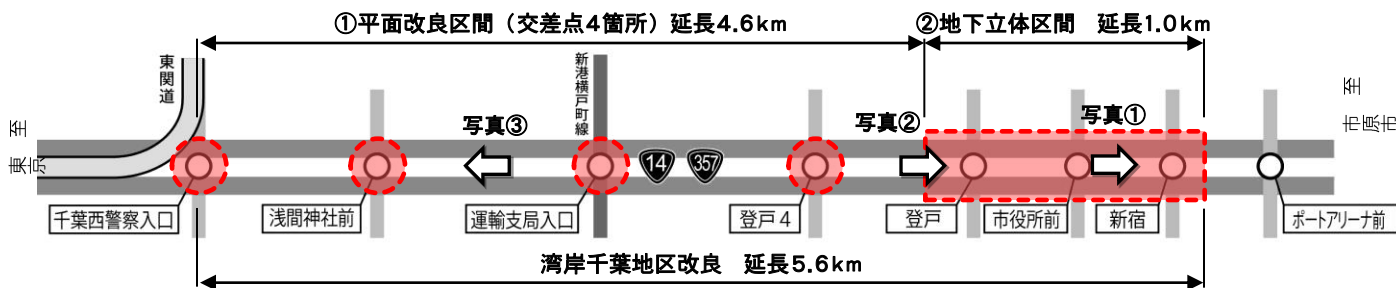 ①平面改良区間（交差点4箇所）延長4.6km
②地下立体区間　延長1.0km
東関道
新港横戸町線
至 東京
至 市原市
写真③
写真②
写真①
14
357
千葉西警察入口
浅間神社前
運輸支局入口
登戸４
登戸
市役所前
新宿
ポートアリーナ前
湾岸千葉地区改良　延長5.6km